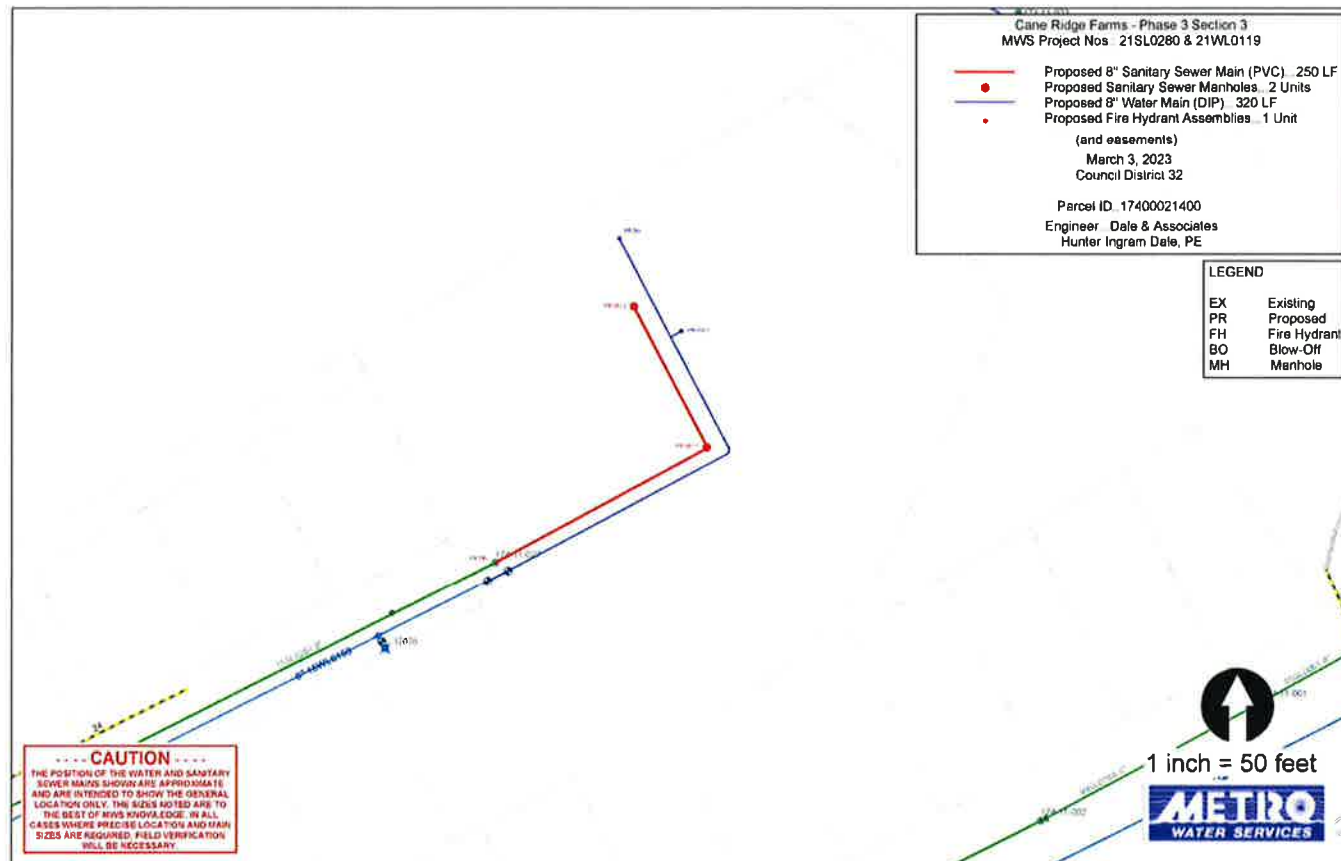 Cane Ridge Farms - Phase 3 Section 3
MWS Project Nos 21SL0280 & 21WL0119
Proposed 8" Sanitary Sewer Main (PVC)...250 LF
Proposed Sanitary Sewer Manholes...2 Units
Proposed 8" Water Main (DIP)...320 LF
Proposed Fire Hydrant Assemblies...1 Unit
(and easements)
March 3, 2023
Council District 32
Parcel ID...17400021400
Engineer Dale & Associates
Hunter Ingram Dale, PE
LEGEND
EX Existing
PR Proposed
FH Fire Hydrant
BO Blow-Off
MH Manhole
24
1 inch = 50 feet
METRO
WATER SERVICES
- - - - CAUTION - - - -
THE POSITION OF THE WATER AND SANITARY
SEWER MAINS SHOWN ARE APPROXIMATE
AND ARE INTENDED TO SHOW THE GENERAL
LOCATION ONLY. THE SIZES NOTED ARE TO
THE BEST OF MWS KNOWLEDGE. IN ALL
CASES WHERE PRECISE LOCATION AND MAIN
SIZES ARE REQUIRED, FIELD VERIFICATION
WILL BE NECESSARY.